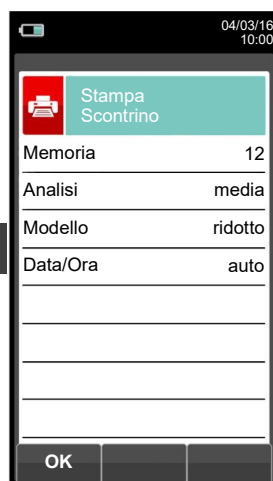 04/03/16
10:00
Stampa
Scontrino
Memoria 12
Analisi media
Modello ridotto
Data/Ora auto
OK